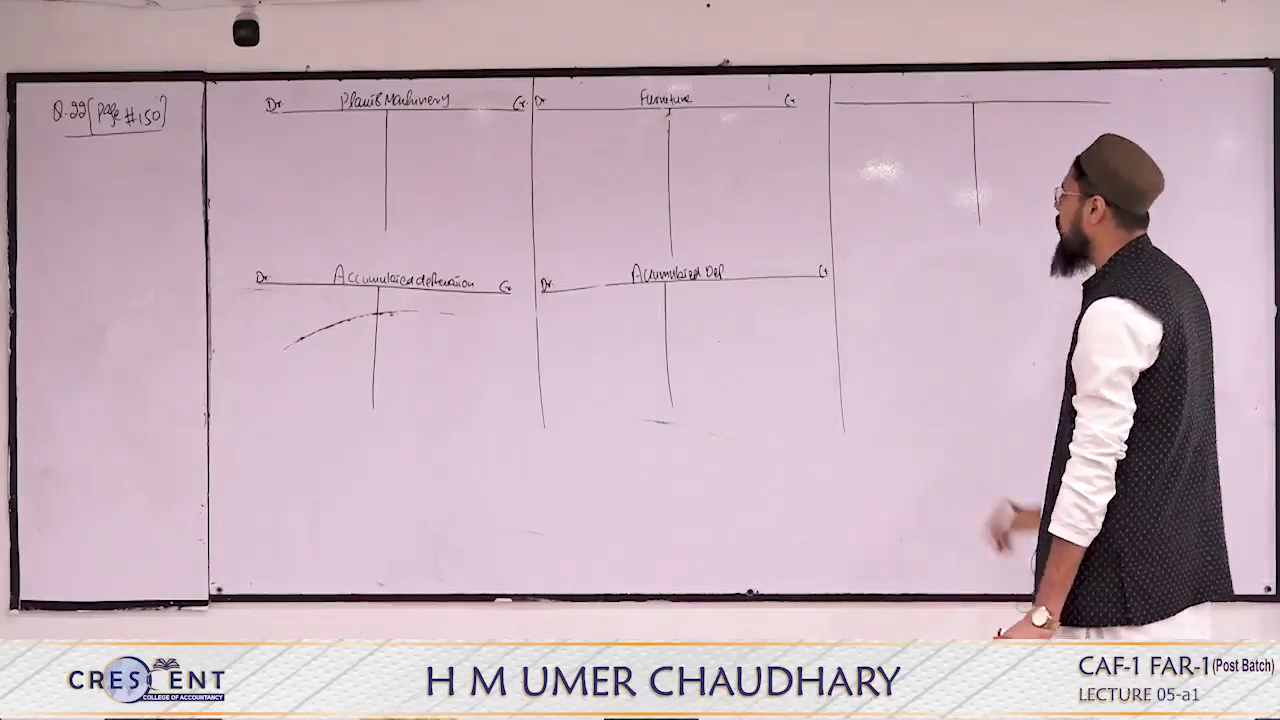 Q.22 [Page #150]
Dr. Plant & Machinery Cr.
Dr. Furniture Cr.
Dr. Accumulated depreciation Cr.
Dr. Accumulated Dep Cr.
CRESCENT
COLLEGE OF ACCOUNTANCY
H M UMER CHAUDHARY
CAF-1 FAR-1 (Post Batch)
LECTURE 05-a1